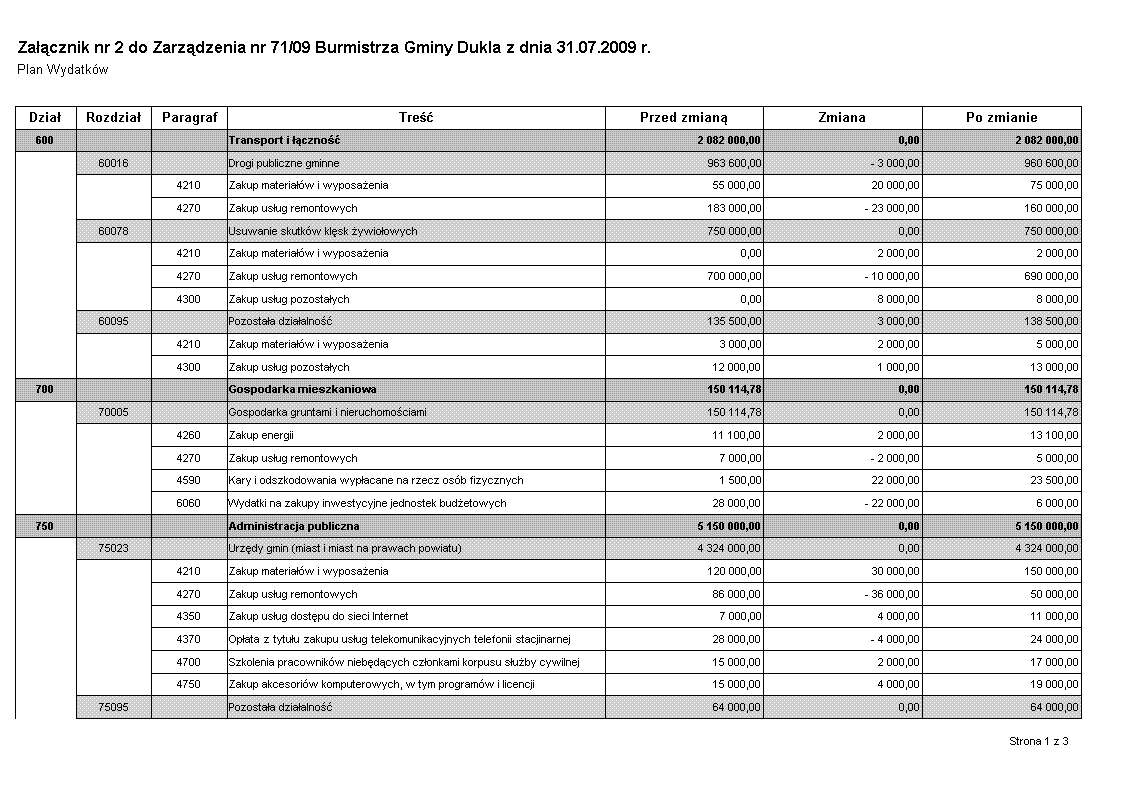 Załącznik nr 2 do Zarządzenia nr 71/09 Burmistrza Gminy Dukla z dnia 31.07.2009 r.
Plan Wydatków
Dział Rozdział Paragraf Treść Przed zmianą Zmiana Po zmianie
600 Transport i łączność 2 082 000,00 0,00 2 082 000,00
60016 Drogi publiczne gminne 963 600,00 - 3 000,00 960 600,00
4210 Zakup materiałów i wyposażenia 55 000,00 20 000,00 75 000,00
4270 Zakup usług remontowych 183 000,00 - 23 000,00 160 000,00
60078 Usuwanie skutków klęsk żywiołowych 750 000,00 0,00 750 000,00
4210 Zakup materiałów i wyposażenia 0,00 2 000,00 2 000,00
4270 Zakup usług remontowych 700 000,00 - 10 000,00 690 000,00
4300 Zakup usług pozostałych 0,00 8 000,00 8 000,00
60095 Pozostała działalność 135 500,00 3 000,00 138 500,00
4210 Zakup materiałów i wyposażenia 3 000,00 2 000,00 5 000,00
4300 Zakup usług pozostałych 12 000,00 1 000,00 13 000,00
700 Gospodarka mieszkaniowa 150 114,78 0,00 150 114,78
70005 Gospodarka gruntami i nieruchomościami 150 114,78 0,00 150 114,78
4260 Zakup energii 11 100,00 2 000,00 13 100,00
4270 Zakup usług remontowych 7 000,00 - 2 000,00 5 000,00
4590 Kary i odszkodowania wypłacane na rzecz osób fizycznych 1 500,00 22 000,00 23 500,00
6060 Wydatki na zakupy inwestycyjne jednostek budżetowych 28 000,00 - 22 000,00 6 000,00
750 Administracja publiczna 5 150 000,00 0,00 5 150 000,00
75023 Urzędy gmin (miast i miast na prawach powiatu) 4 324 000,00 0,00 4 324 000,00
4210 Zakup materiałów i wyposażenia 120 000,00 30 000,00 150 000,00
4270 Zakup usług remontowych 86 000,00 - 36 000,00 50 000,00
4350 Zakup usług dostępu do sieci Internet 7 000,00 4 000,00 11 000,00
4370 Opłata z tytułu zakupu usług telekomunikacyjnych telefonii stacjinarnej 28 000,00 - 4 000,00 24 000,00
4700 Szkolenia pracowników niebędących członkami korpusu służby cywilnej 15 000,00 2 000,00 17 000,00
4750 Zakup akcesoriów komputerowych, w tym programów i licencji 15 000,00 4 000,00 19 000,00
75095 Pozostała działalność 64 000,00 0,00 64 000,00
Strona 1 z 3